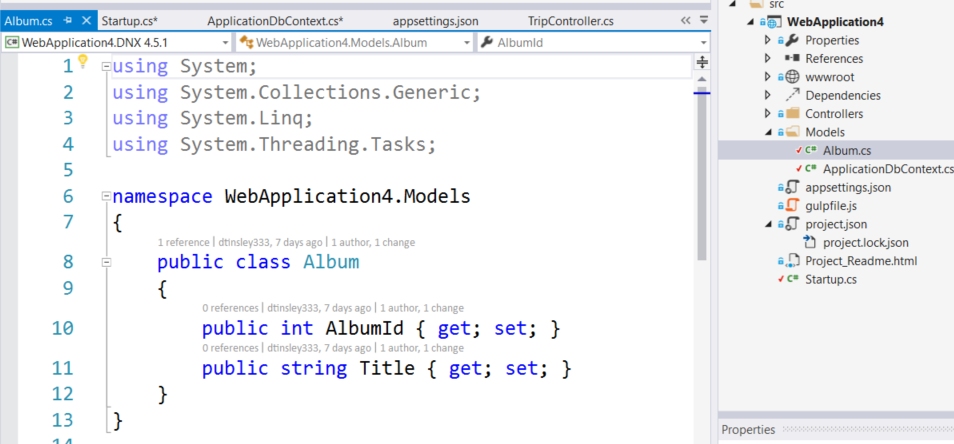 Album.cs
Startup.cs*
ApplicationDbContext.cs*
appsettings.json
TripController.cs
WebApplication4.DNX 4.5.1
WebApplication4.Models.Album
AlbumId
1 using System;
2 using System.Collections.Generic;
3 using System.Linq;
4 using System.Threading.Tasks;
5
6 namespace WebApplication4.Models
7 {
1 reference | dtinsley333, 7 days ago | 1 author, 1 change
8 public class Album
9 {
0 references | dtinsley333, 7 days ago | 1 author, 1 change
10 public int AlbumId { get; set; }
0 references | dtinsley333, 7 days ago | 1 author, 1 change
11 public string Title { get; set; }
12 }
13 }
src
WebApplication4
Properties
References
wwwroot
Dependencies
Controllers
Models
C# Album.cs
C# ApplicationDbContext.cs
appsettings.json
gulpfile.js
project.json
project.lock.json
Project_Readme.html
C# Startup.cs
Properties